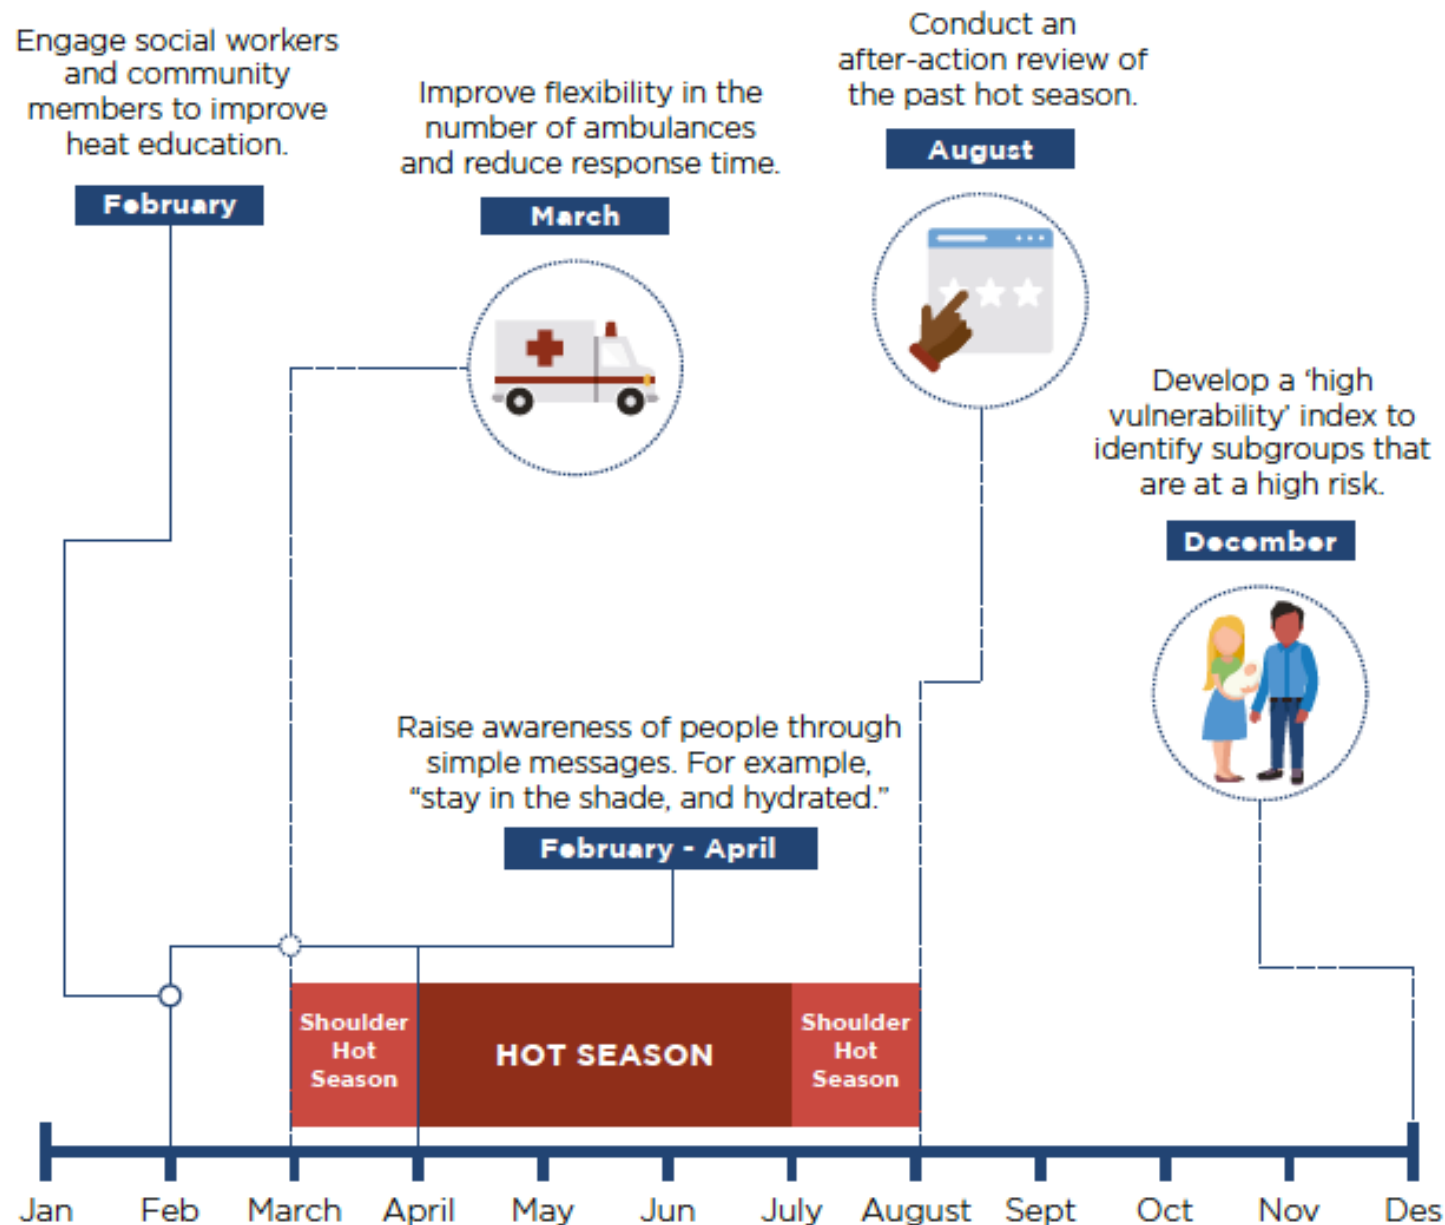 Engage social workers
and community
members to improve
heat education.
February
Improve flexibility in the
number of ambulances
and reduce response time.
March
Conduct an
after-action review of
the past hot season.
August
Develop a ‘high
vulnerability’ index to
identify subgroups that
are at a high risk.
December
Raise awareness of people through
simple messages. For example,
“stay in the shade, and hydrated.”
February - April
Shoulder
Hot
Season
HOT SEASON
Shoulder
Hot
Season
Jan Feb March April May Jun July August Sept Oct Nov Des